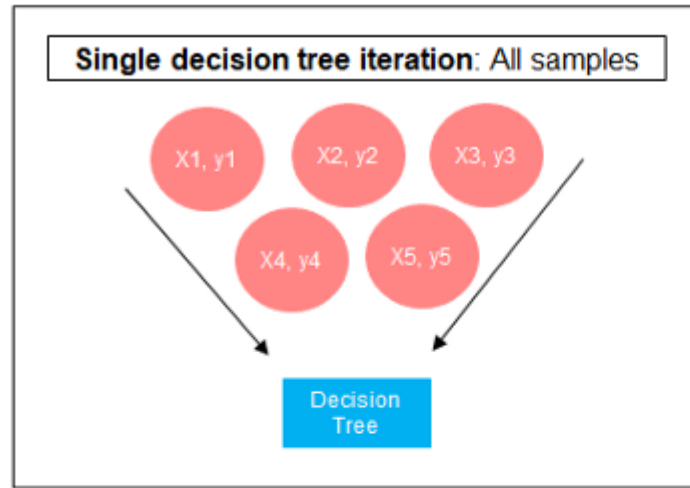 Single decision tree iteration: All samples
X1, y1
X2, y2
X3, y3
X4, y4
X5, y5
Decision
Tree